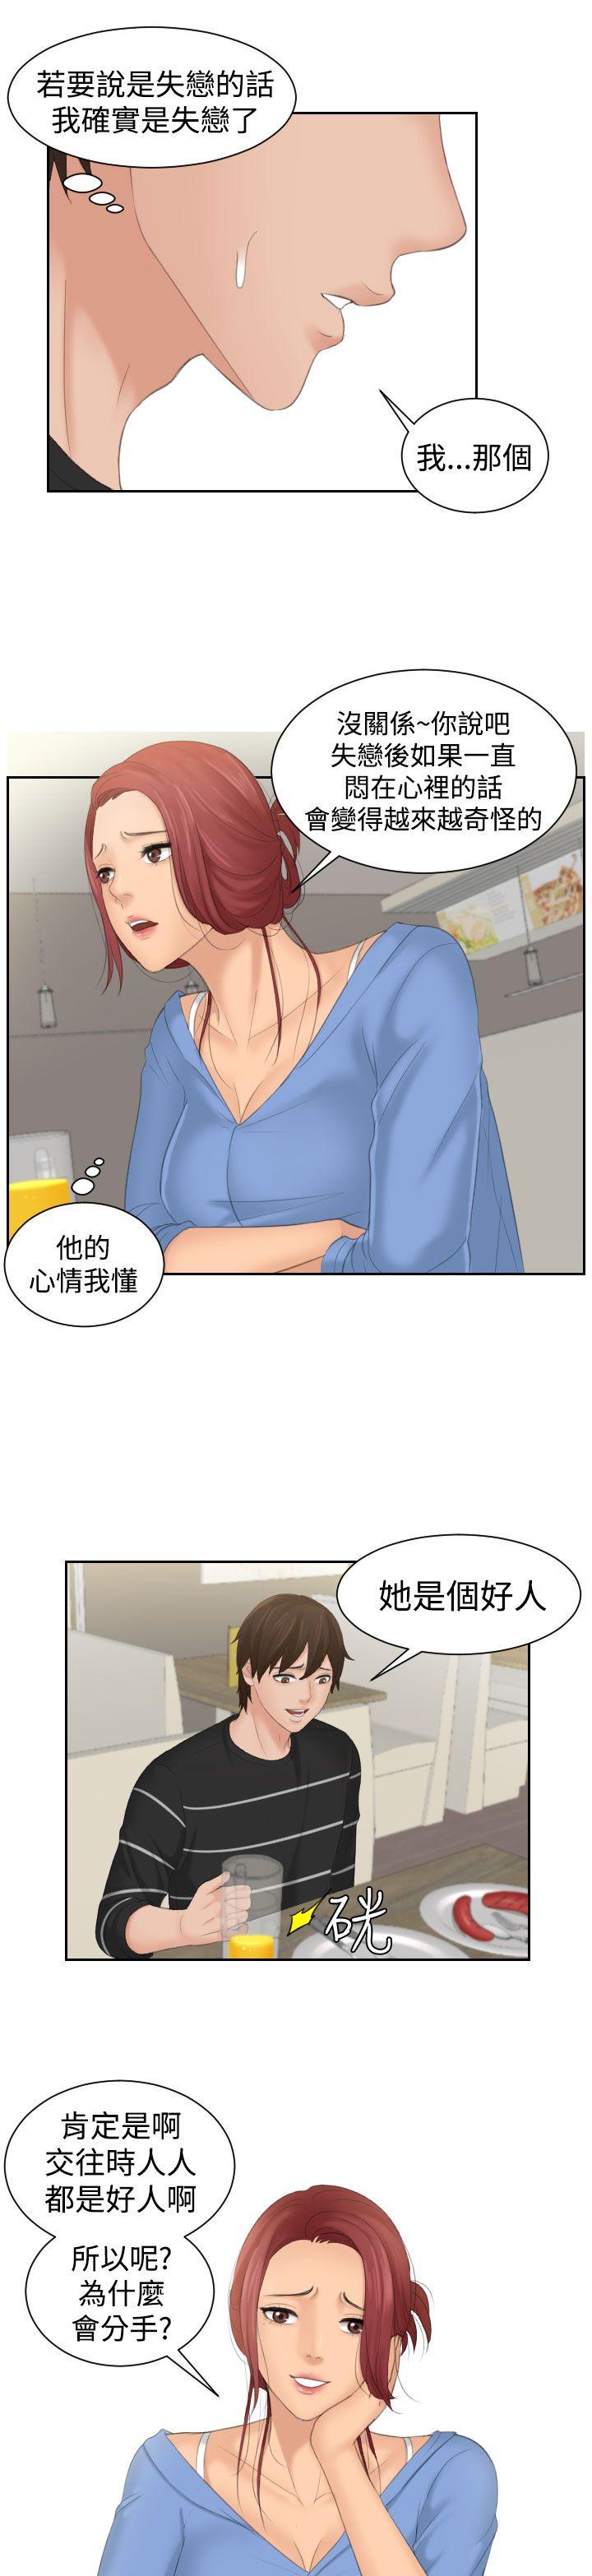 若要說是失戀的話
我確實是失戀了
我...那個
沒關係~你說吧
失戀後如果一直
悶在心裡的話
會變得越來越奇怪的
他的
心情我懂
她是個好人
硄
肯定是啊
交往時人人
都是好人啊
所以呢?
為什麼
會分手?